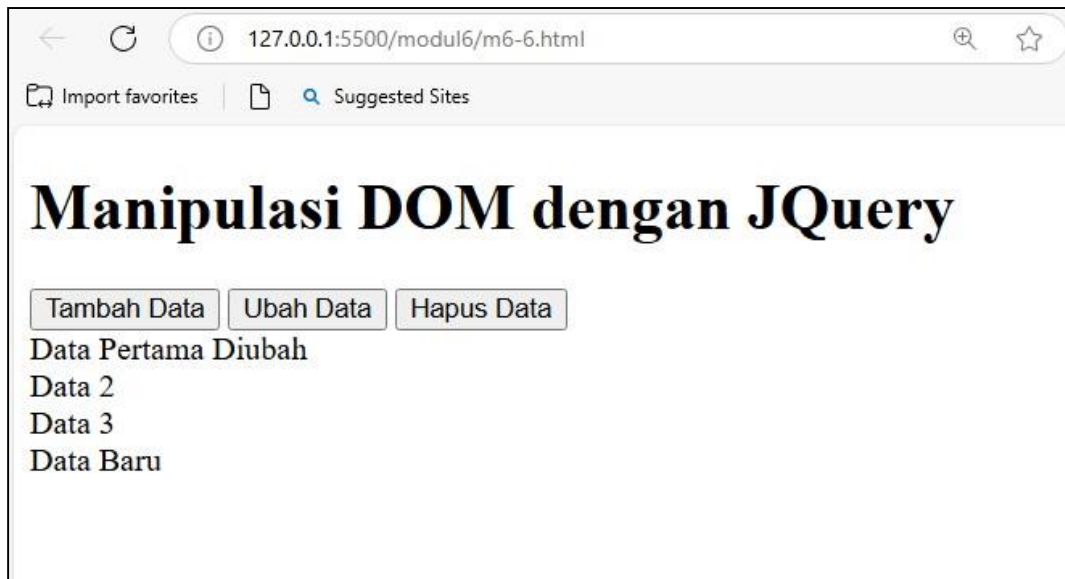 127.0.0.1:5500/modul6/m6-6.html
Import favorites Suggested Sites
Manipulasi DOM dengan JQuery
Tambah Data Ubah Data Hapus Data
Data Pertama Diubah
Data 2
Data 3
Data Baru